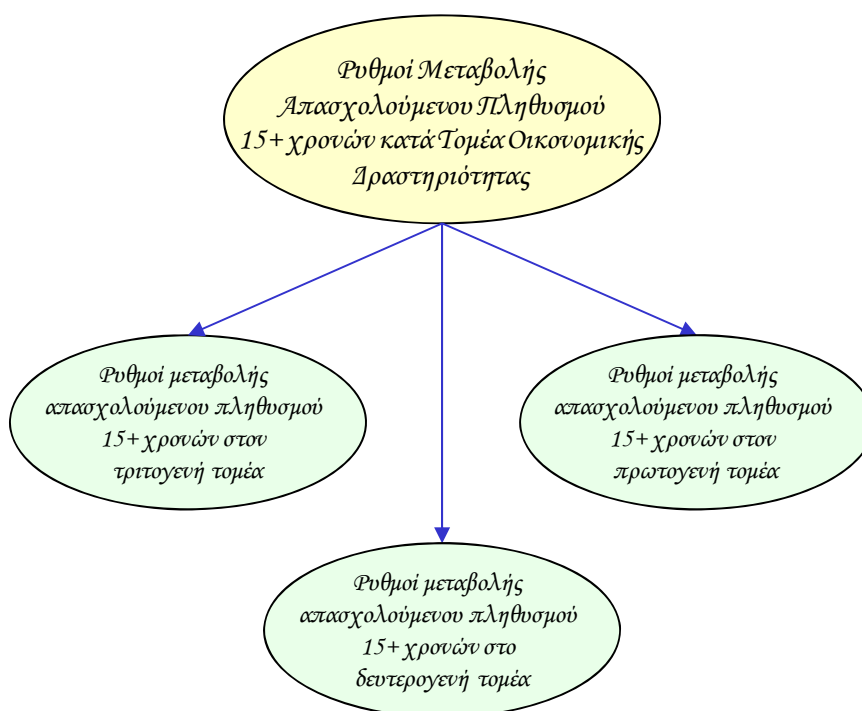 Ρυθμοί Μεταβολής
Απασχολούμενου Πληθυσμού
15+ χρονών κατά Τομέα Οικονομικής
Δραστηριότητας
Ρυθμοί μεταβολής
απασχολούμενου πληθυσμού
15+ χρονών στον
τριτογενή τομέα
Ρυθμοί μεταβολής
απασχολούμενου πληθυσμού
15+ χρονών στον
πρωτογενή τομέα
Ρυθμοί μεταβολής
απασχολούμενου πληθυσμού
15+ χρονών στο
δευτερογενή τομέα